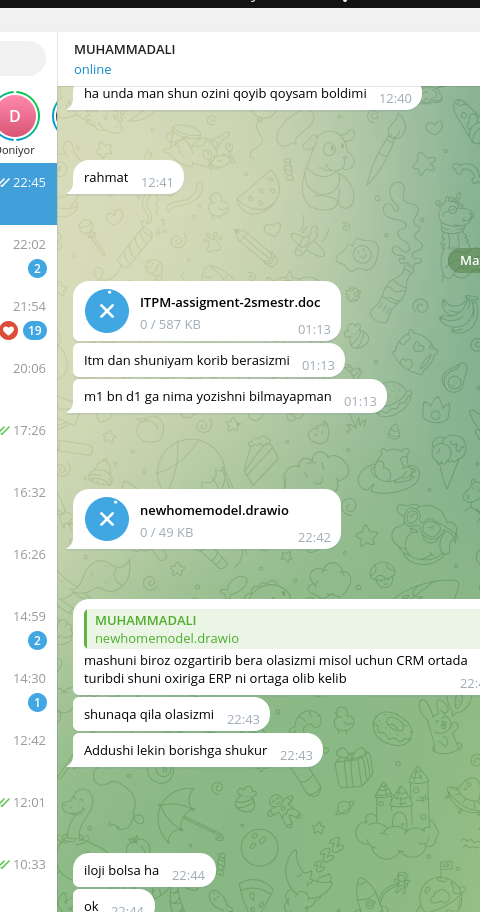 MUHAMMADALI
online
ha unda man shun ozini qoyib qoysam boldimi 12:40
D
Doniyor
rahmat 12:41
22:45
22:02
2
21:54
19
20:06
17:26
16:32
16:26
14:59
2
14:30
1
12:42
12:01
10:33
ITPM-assigment-2smestr.doc
0 / 587 KB 01:13
Itm dan shuniyam korib berasizmi 01:13
m1 bn d1 ga nima yozishni bilmayapman 01:13
newhomemodel.drawio
0 / 49 KB 22:42
MUHAMMADALI
newhomemodel.drawio
mashuni biroz ozgartirib bera olasizmi misol uchun CRM ortada
turibdi shuni oxiriga ERP ni ortaga olib kelib
shunaqa qila olasizmi 22:43
Addushi lekin borishga shukur 22:43
iloji bolsa ha 22:44
ok 22:44